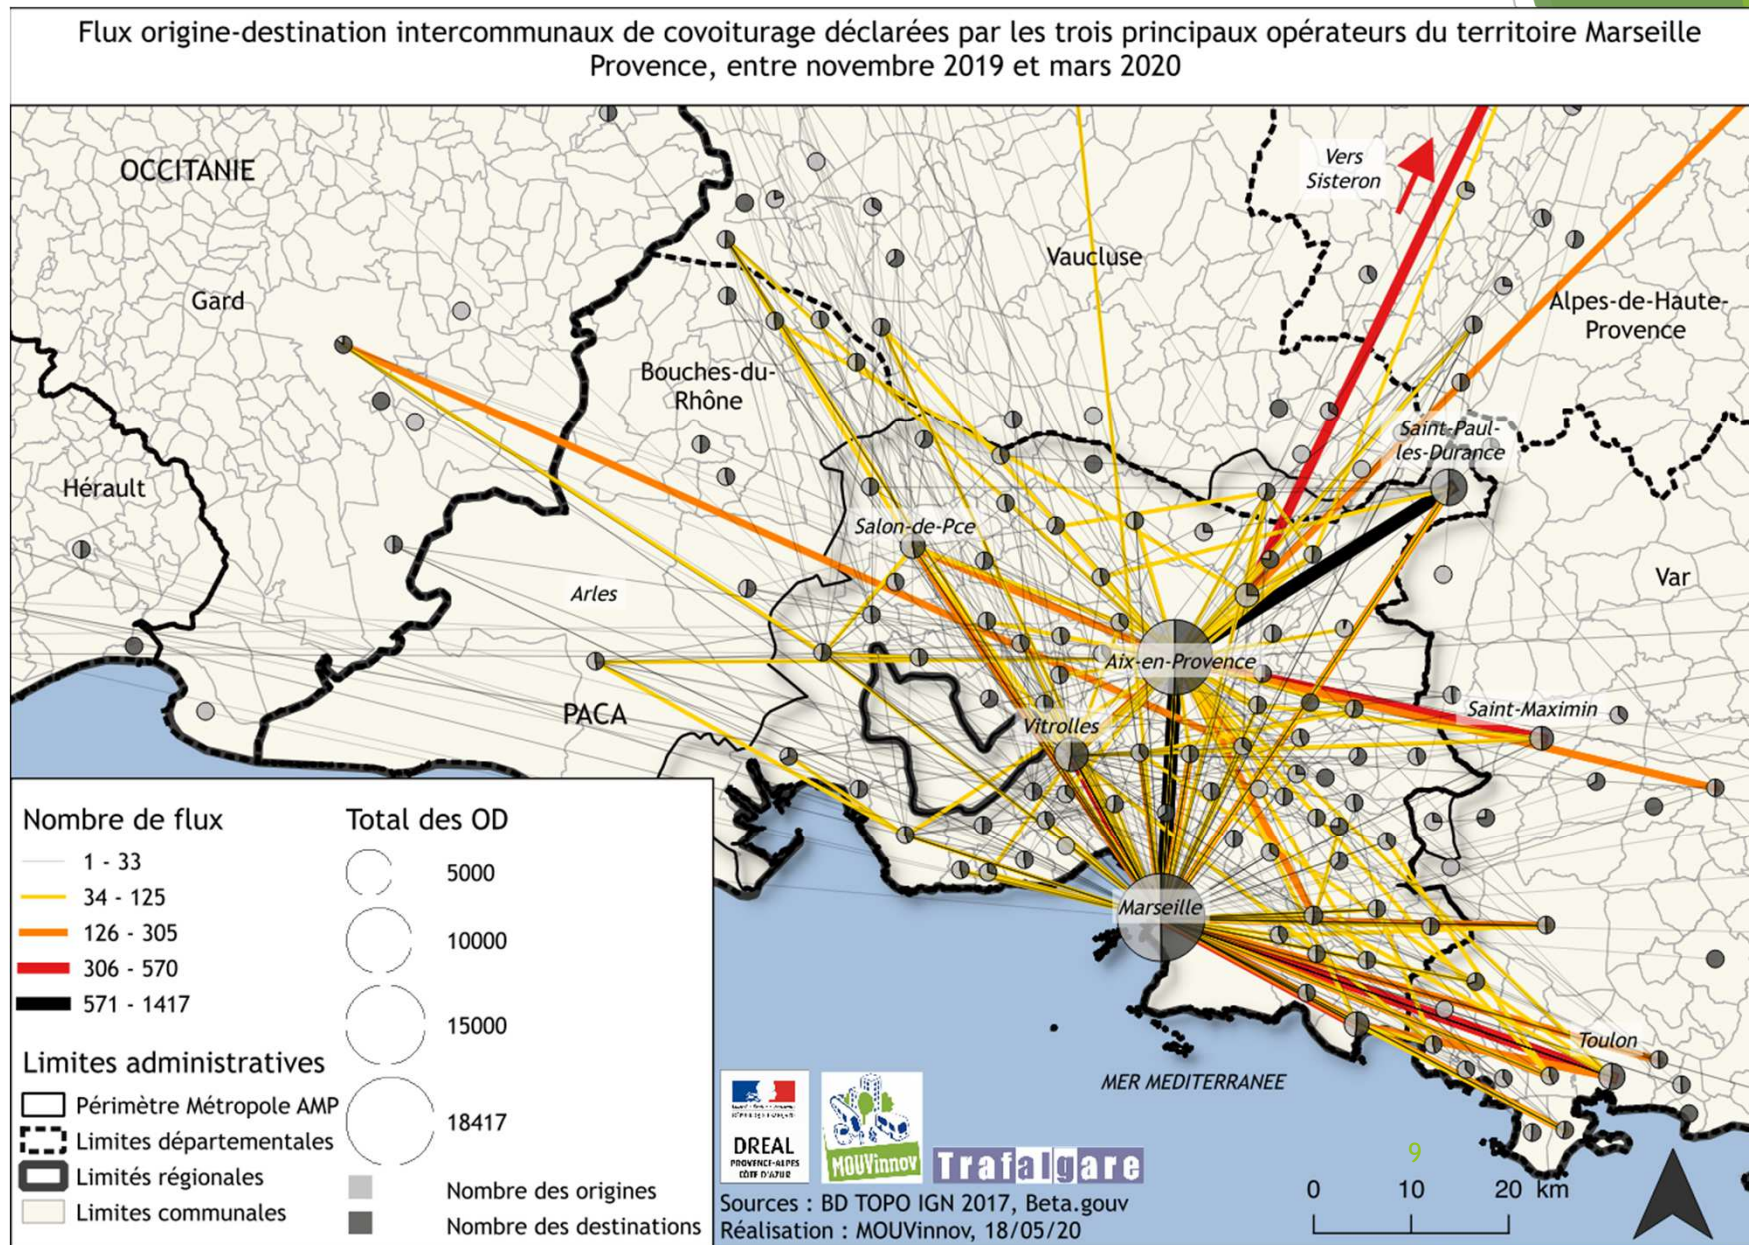 Flux origine-destination intercommunaux de covoiturage déclarées par les trois principaux opérateurs du territoire Marseille
Provence, entre novembre 2019 et mars 2020
OCCITANIE
Vers
Sisteron
Vaucluse
Gard
Alpes-de-Haute-
Provence
Bouches-du-
Rhône
Saint-Paul-
les-Durance
Hérault
Salon-de-Pce
Var
Arles
Aix-en-Provence
PACA
Saint-Maximin
Vitrolles
Marseille
Toulon
MER MEDITERRANEE
Nombre de flux
1 - 33
34 - 125
126 - 305
306 - 570
571 - 1417
Total des OD
5000
10000
15000
18417
Nombre des origines
Nombre des destinations
Limites administratives
Périmètre Métropole AMP
Limites départementales
Limités régionales
Limites communales
DREAL
PROVENCE-ALPES
CÔTE D'AZUR
MOUVinnov
Trafalgare
Sources : BD TOPO IGN 2017, Beta.gouv
Réalisation : MOUVinnov, 18/05/20
9
0 10 20 km